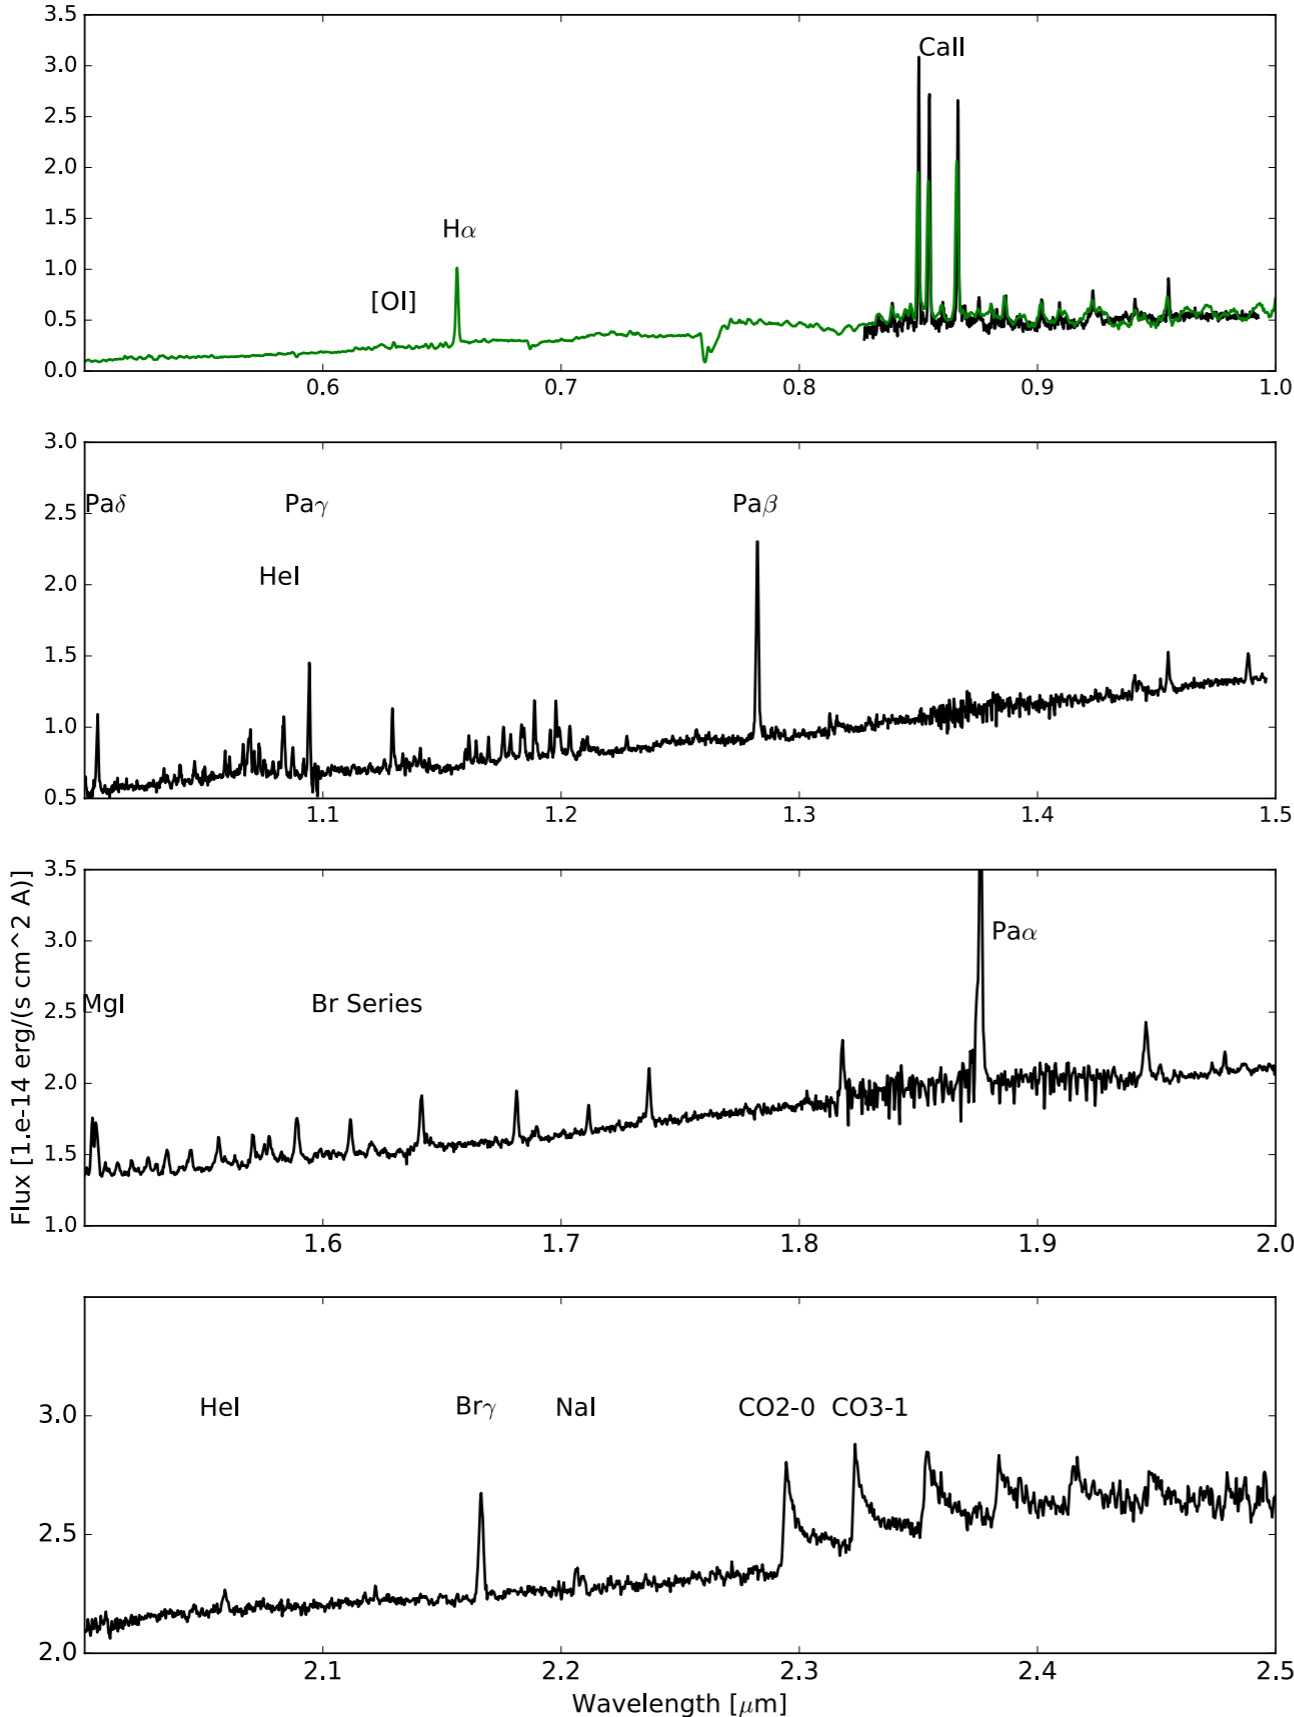 3.5
3.0
2.5
2.0
1.5
1.0
0.5
0.0
CaII
Hα
[OI]
0.6 0.7 0.8 0.9 1.0
3.0
2.5
2.0
1.5
1.0
0.5
Paδ Paγ Paβ
HeI
1.1 1.2 1.3 1.4 1.5
Flux [1.e-14 erg/(s cm^2 A)]
3.5
3.0
2.5
2.0
1.5
1.0
Paα
MgI Br Series
1.6 1.7 1.8 1.9 2.0
3.0
2.5
2.0
HeI Brγ NaI CO2-0 CO3-1
2.1 2.2 2.3 2.4 2.5
Wavelength [μm]